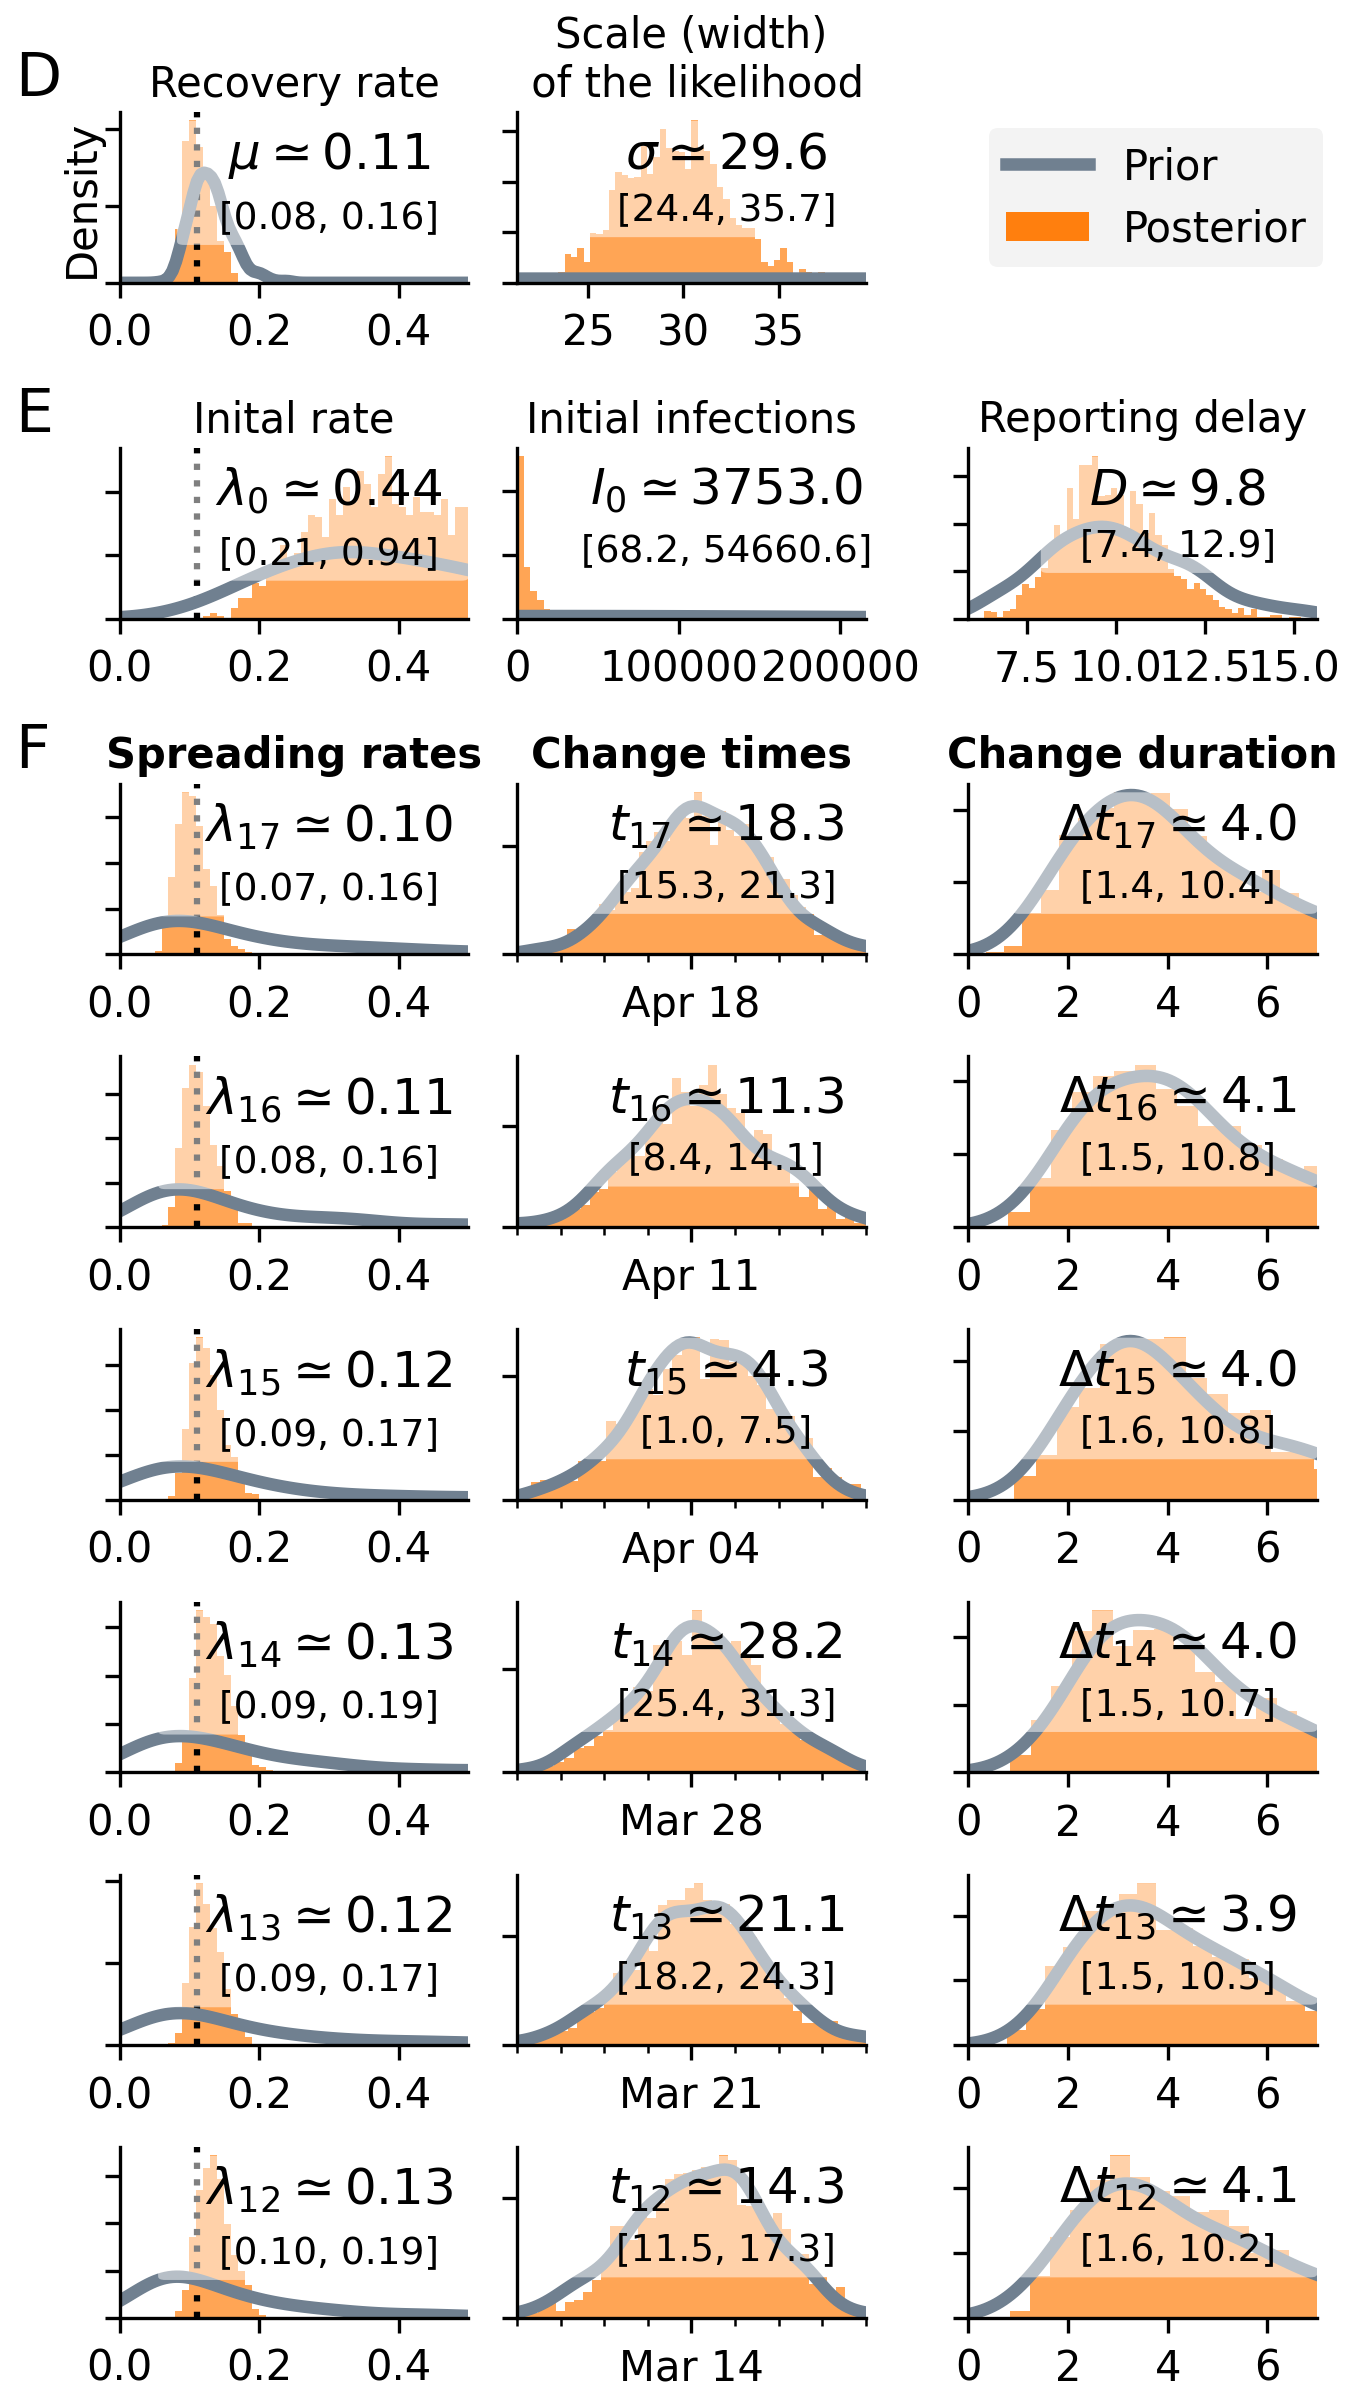 D
Recovery rate
Scale (width)
of the likelihood
Density
μ ≃ 0.11
[0.08, 0.16]
σ ≃ 29.6
[24.4, 35.7]
Prior
Posterior
0.0 0.2 0.4
25 30 35
E
Inital rate
Initial infections
Reporting delay
λ₀ ≃ 0.44
[0.21, 0.94]
I₀ ≃ 3753.0
[68.2, 54660.6]
D ≃ 9.8
[7.4, 12.9]
0.0 0.2 0.4
0 100000 200000
7.5 10.0 12.5 15.0
F
Spreading rates
Change times
Change duration
λ₁₇ ≃ 0.10
[0.07, 0.16]
t₁₇ ≃ 18.3
[15.3, 21.3]
Δt₁₇ ≃ 4.0
[1.4, 10.4]
0.0 0.2 0.4
Apr 18
0 2 4 6
λ₁₆ ≃ 0.11
[0.08, 0.16]
t₁₆ ≃ 11.3
[8.4, 14.1]
Δt₁₆ ≃ 4.1
[1.5, 10.8]
0.0 0.2 0.4
Apr 11
0 2 4 6
λ₁₅ ≃ 0.12
[0.09, 0.17]
t₁₅ ≃ 4.3
[1.0, 7.5]
Δt₁₅ ≃ 4.0
[1.6, 10.8]
0.0 0.2 0.4
Apr 04
0 2 4 6
λ₁₄ ≃ 0.13
[0.09, 0.19]
t₁₄ ≃ 28.2
[25.4, 31.3]
Δt₁₄ ≃ 4.0
[1.5, 10.7]
0.0 0.2 0.4
Mar 28
0 2 4 6
λ₁₃ ≃ 0.12
[0.09, 0.17]
t₁₃ ≃ 21.1
[18.2, 24.3]
Δt₁₃ ≃ 3.9
[1.5, 10.5]
0.0 0.2 0.4
Mar 21
0 2 4 6
λ₁₂ ≃ 0.13
[0.10, 0.19]
t₁₂ ≃ 14.3
[11.5, 17.3]
Δt₁₂ ≃ 4.1
[1.6, 10.2]
0.0 0.2 0.4
Mar 14
0 2 4 6